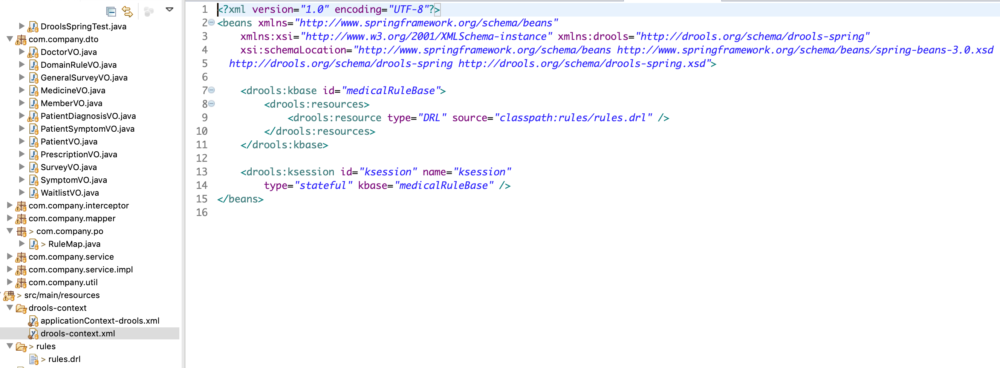 DroolsSpringTest.java
com.company.dto
DoctorVO.java
DomainRuleVO.java
GeneralSurveyVO.java
MedicineVO.java
MemberVO.java
PatientDiagnosisVO.java
PatientSymptomVO.java
PatientVO.java
PrescriptionVO.java
SurveyVO.java
SymptomVO.java
WaitlistVO.java
com.company.interceptor
com.company.mapper
> com.company.po
> RuleMap.java
com.company.service
com.company.service.impl
com.company.util
> src/main/resources
drools-context
applicationContext-drools.xml
drools-context.xml
> rules
> rules.drl
1 <?xml version="1.0" encoding="UTF-8"?>
2 <beans xmlns="http://www.springframework.org/schema/beans"
3 xmlns:xsi="http://www.w3.org/2001/XMLSchema-instance" xmlns:drools="http://drools.org/schema/drools-spring"
4 xsi:schemaLocation="http://www.springframework.org/schema/beans http://www.springframework.org/schema/beans/spring-beans-3.0.xsd
5 http://drools.org/schema/drools-spring http://drools.org/schema/drools-spring.xsd">
6
7 <drools:kbase id="medicalRuleBase">
8 <drools:resources>
9 <drools:resource type="DRL" source="classpath:rules/rules.drl" />
10 </drools:resources>
11 </drools:kbase>
12
13 <drools:ksession id="ksession" name="ksession"
14 type="stateful" kbase="medicalRuleBase" />
15 </beans>
16